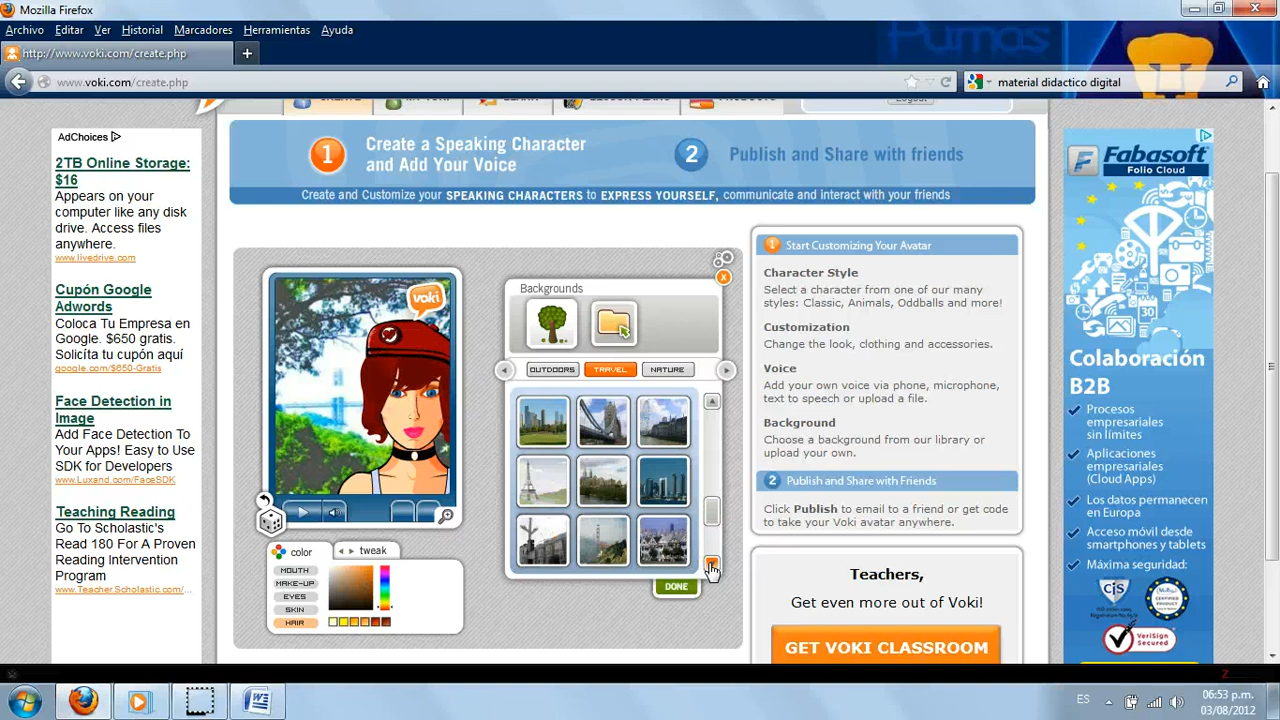 Mozilla Firefox
Archivo Editar Ver Historial Marcadores Herramientas Ayuda
Pumas
http://www.voki.com/create.php
www.voki.com/create.php
material didactico digital
CREATE
MY VOKI
LEARN
LESSON PLANS
PRODUCTS
Logout
AdChoices
2TB Online Storage:
$16
Appears on your
computer like any disk
drive. Access files
anywhere.
www.livedrive.com
Cupón Google
Adwords
Coloca Tu Empresa en
Google. $650 gratis.
Solicíta tu cupón aquí
google.com/$650-Gratis
Face Detection in
Image
Add Face Detection To
Your Apps! Easy to Use
SDK for Developers
www.Luxand.com/FaceSDK
Teaching Reading
Go To Scholastic's
Read 180 For A Proven
Reading Intervention
Program
www.Teacher.Scholastic.com/...
1
Create a Speaking Character
and Add Your Voice
2
Publish and Share with friends
Create and Customize your SPEAKING CHARACTERS to EXPRESS YOURSELF, communicate and interact with your friends
voki
color
tweak
MOUTH
MAKE-UP
EYES
SKIN
HAIR
X
Backgrounds
OUTDOORS
TRAVEL
NATURE
DONE
1 Start Customizing Your Avatar
Character Style
Select a character from one of our many
styles: Classic, Animals, Oddballs and more!
Customization
Change the look, clothing and accessories.
Voice
Add your own voice via phone, microphone,
text to speech or upload a file.
Background
Choose a background from our library or
upload your own.
2 Publish and Share with Friends
Click Publish to email to a friend or get code
to take your Voki avatar anywhere.
Teachers,
Get even more out of Voki!
GET VOKI CLASSROOM
Fabasoft
Folio Cloud
Colaboración
B2B
Procesos
empresariales
sin límites
Aplicaciones
empresariales
(Cloud Apps)
Los datos permanecen
en Europa
Acceso móvil desde
smartphones y tablets
Máxima seguridad:
CIS
VeriSign
Secured
Z
W
ES
06:53 p.m.
03/08/2012